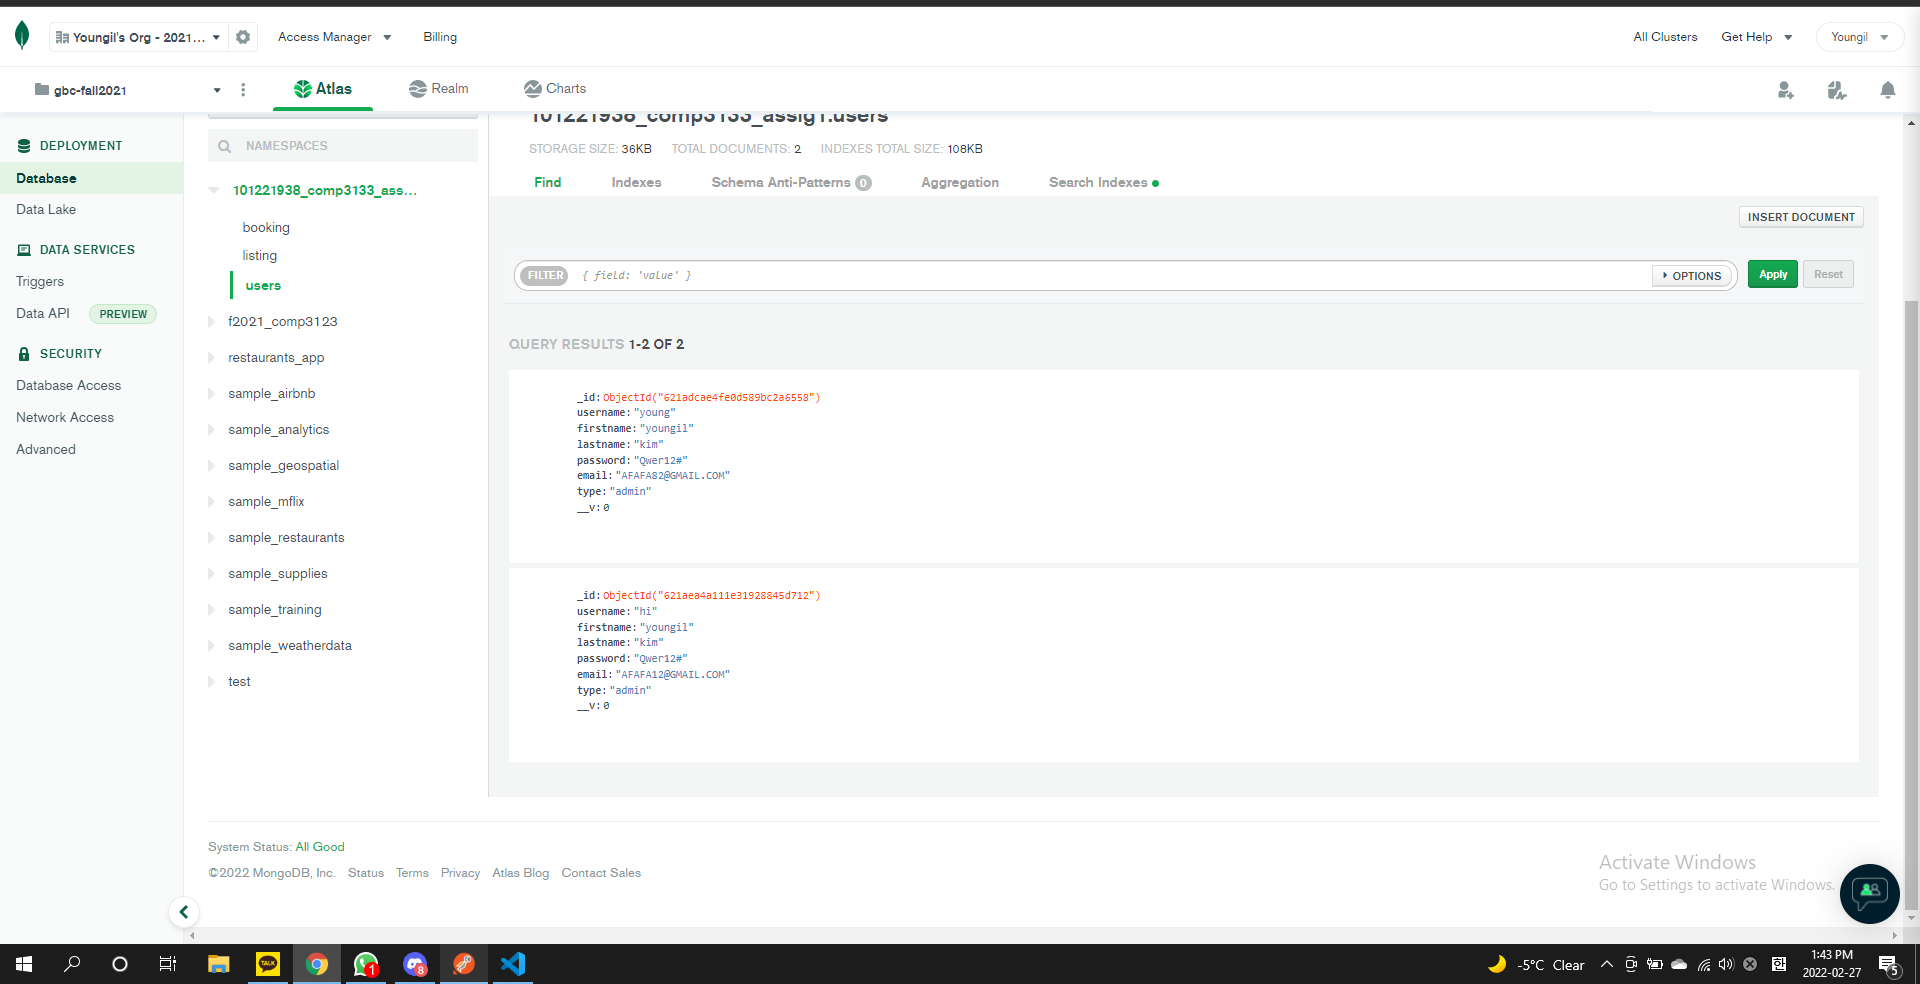 Youngil's Org - 2021...
Access Manager
Billing
All Clusters
Get Help
Youngil
gbc-fall2021
Atlas
Realm
Charts
DEPLOYMENT
Database
Data Lake
DATA SERVICES
Triggers
Data API PREVIEW
SECURITY
Database Access
Network Access
Advanced
NAMESPACES
101221938_comp3133_ass...
booking
listing
users
f2021_comp3123
restaurants_app
sample_airbnb
sample_analytics
sample_geospatial
sample_mflix
sample_restaurants
sample_supplies
sample_training
sample_weatherdata
test
101221938_comp3133_assig1.users
STORAGE SIZE: 36KB TOTAL DOCUMENTS: 2 INDEXES TOTAL SIZE: 108KB
Find Indexes Schema Anti-Patterns 0 Aggregation Search Indexes
INSERT DOCUMENT
FILTER { field: 'value' } OPTIONS Apply Reset
QUERY RESULTS 1-2 OF 2
_id: ObjectId("621adcae4fe0d589bc2a6558")
username: "young"
firstname: "youngil"
lastname: "kim"
password: "Qwer12#"
email: "AFAFA82@GMAIL.COM"
type: "admin"
__v: 0
_id: ObjectId("621aea4a111e31928845d712")
username: "hi"
firstname: "youngil"
lastname: "kim"
password: "Qwer12#"
email: "AFAFA12@GMAIL.COM"
type: "admin"
__v: 0
System Status: All Good
©2022 MongoDB, Inc. Status Terms Privacy Atlas Blog Contact Sales
Activate Windows
Go to Settings to activate Windows.
TALK
1
8
-5°C Clear
1:43 PM
2022-02-27
5